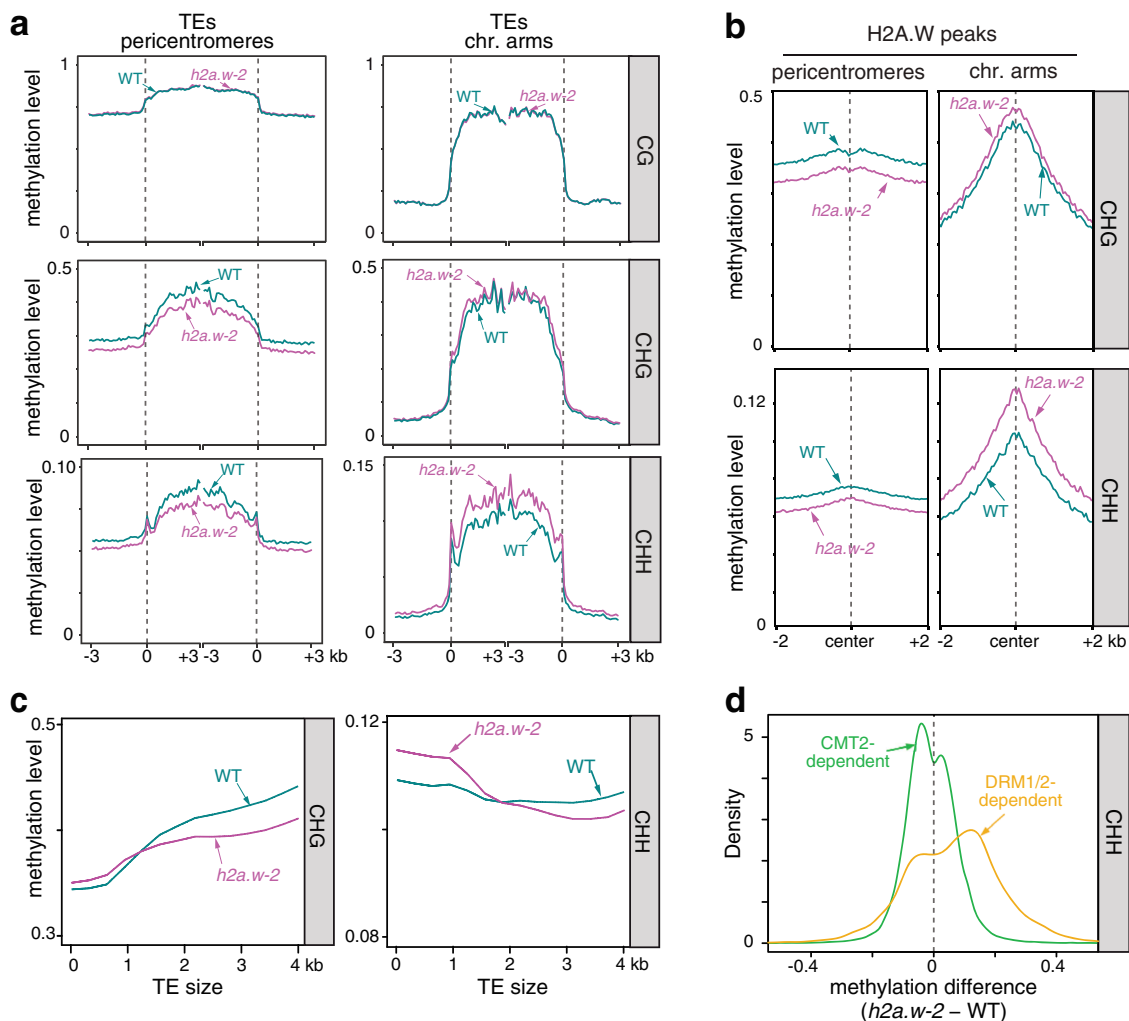 a
TEs
pericentromeres
TEs
chr. arms
methylation level
1
0
WT
h2a.w-2
WT
h2a.w-2
1
0
CG
methylation level
0.5
0
WT
h2a.w-2
0.5
0
h2a.w-2
WT
CHG
methylation level
0.10
0
WT
h2a.w-2
0.15
0
h2a.w-2
WT
CHH
-3 0 +3 -3 0 +3 kb
-3 0 +3 -3 0 +3 kb
b
H2A.W peaks
pericentromeres
chr. arms
methylation level
0.5
0
WT
h2a.w-2
h2a.w-2
WT
CHG
methylation level
0.12
0
WT
h2a.w-2
h2a.w-2
WT
CHH
-2 center +2
-2 center +2 kb
c
methylation level
0.5
0.3
WT
h2a.w-2
CHG
0 1 2 3 4 kb
TE size
0.12
0.08
h2a.w-2
WT
CHH
0 1 2 3 4 kb
TE size
d
Density
5
0
CMT2-
dependent
DRM1/2-
dependent
CHH
-0.4 0 0.4
methylation difference
(h2a.w-2 – WT)